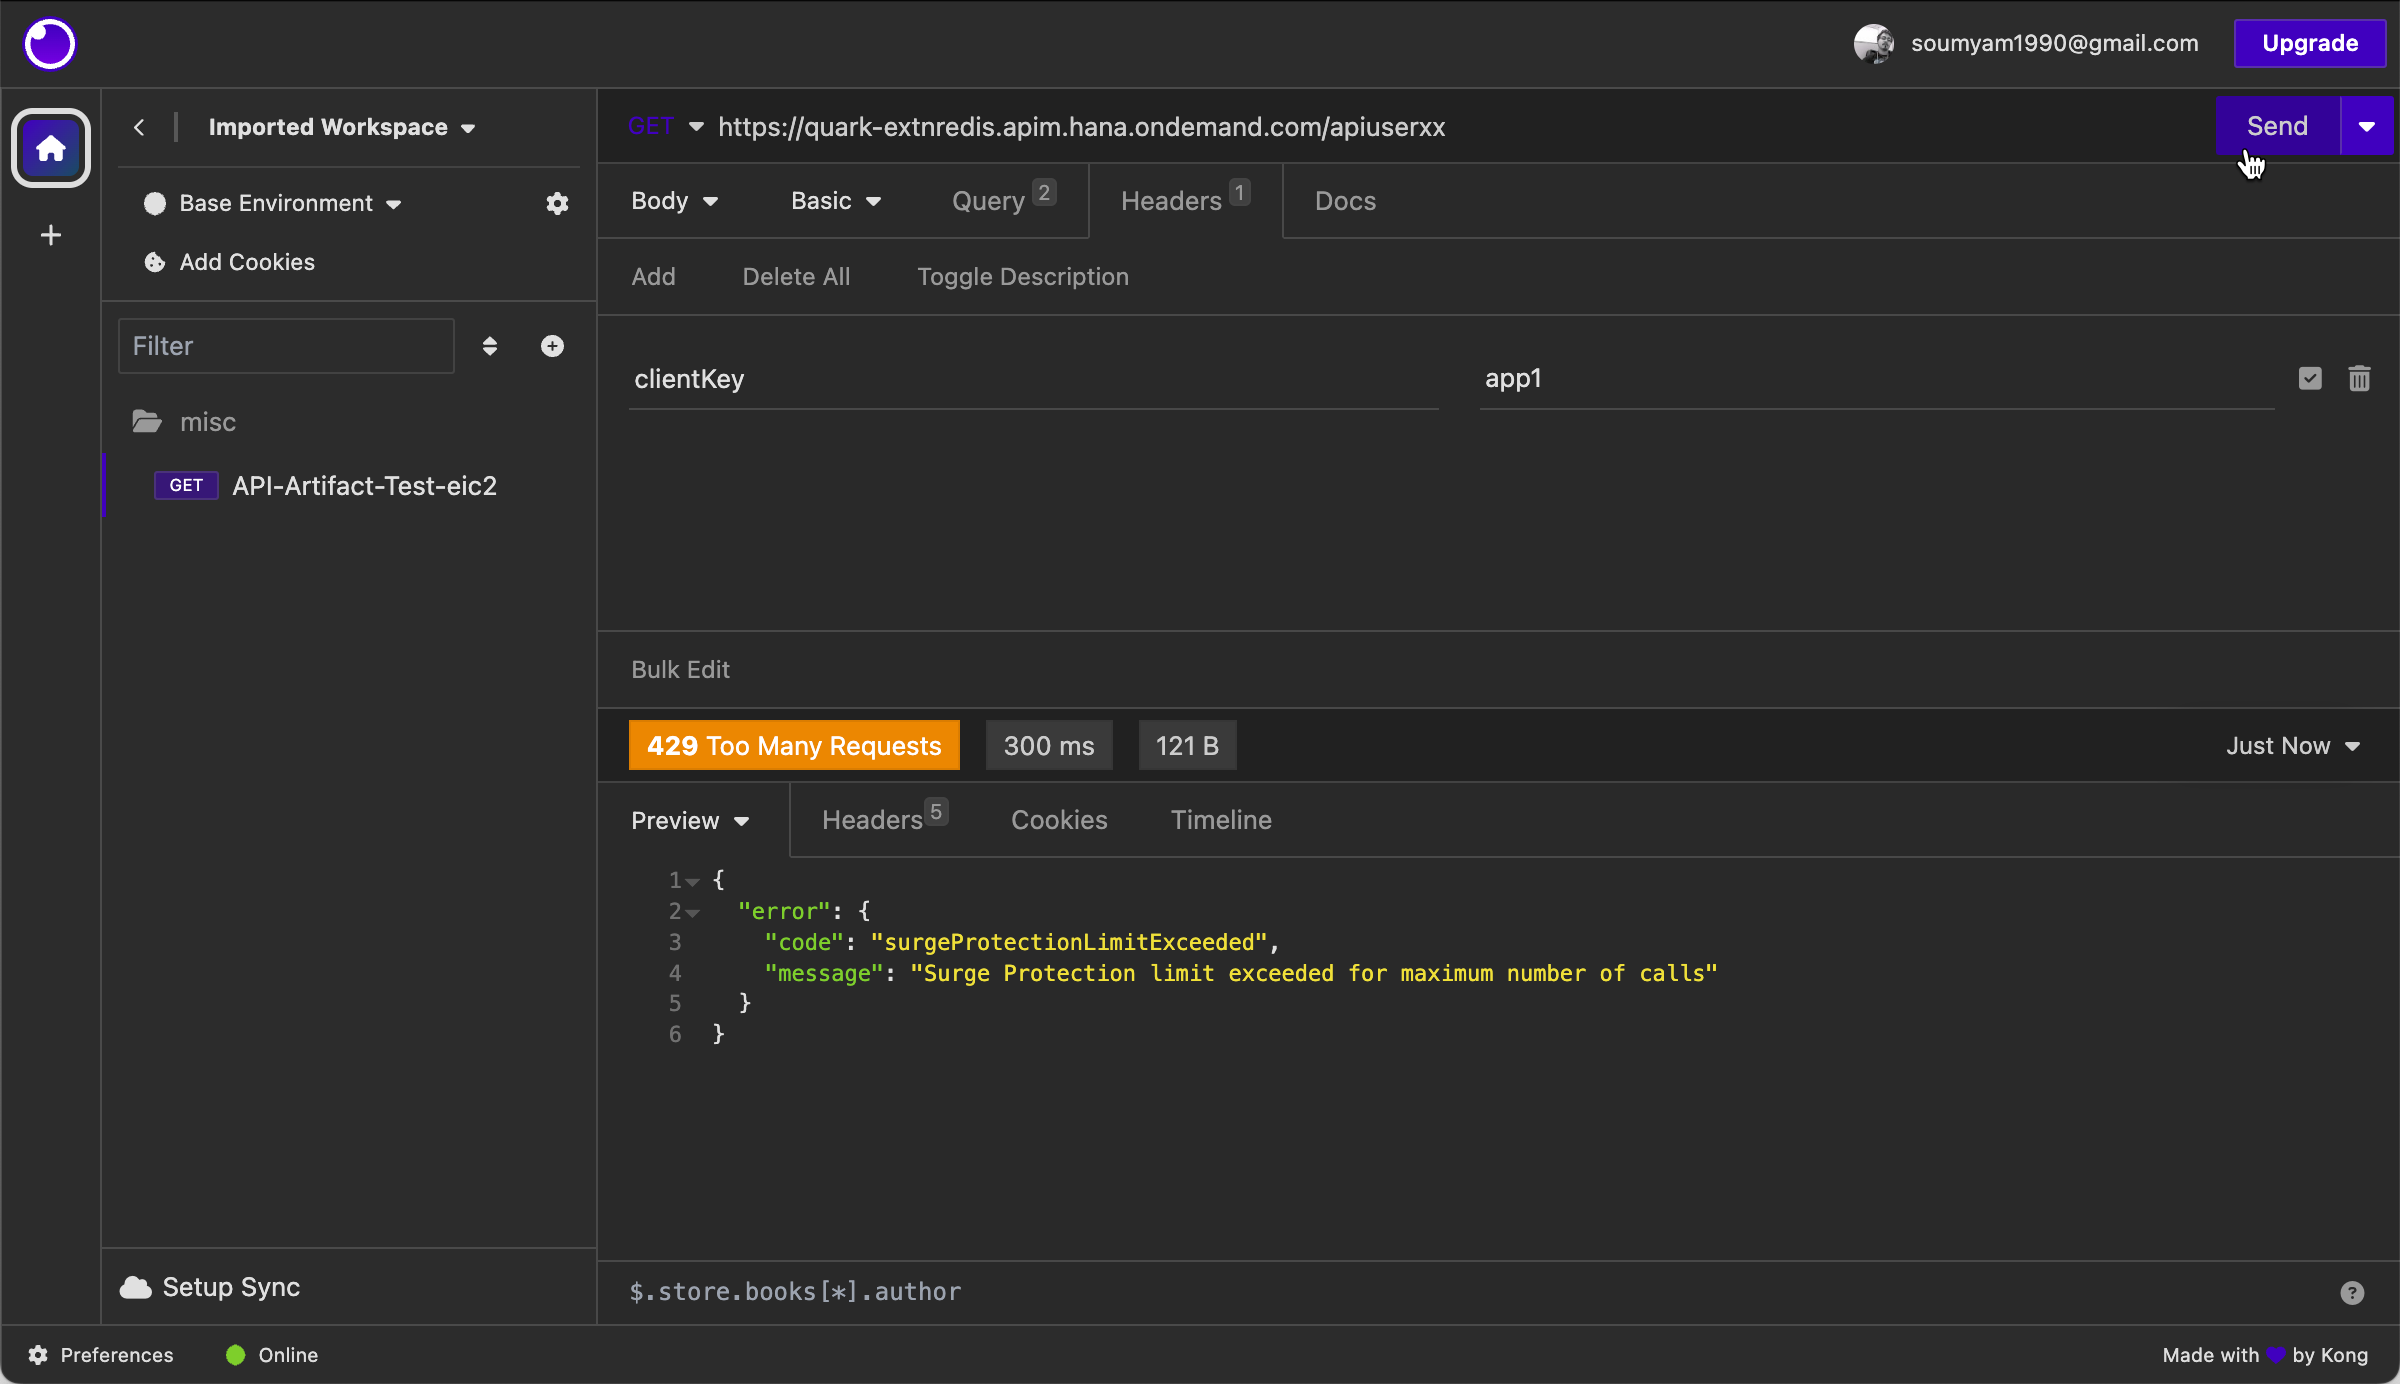 soumyam1990@gmail.com
Upgrade
Imported Workspace
GET https://quark-extnredis.apim.hana.ondemand.com/apiuserxx
Send
Base Environment
Add Cookies
Body
Basic
Query 2
Headers 1
Docs
Add
Delete All
Toggle Description
Filter
clientKey
app1
misc
GET API-Artifact-Test-eic2
Bulk Edit
429 Too Many Requests
300 ms
121 B
Just Now
Preview
Headers 5
Cookies
Timeline
1 {
2 "error": {
3 "code": "surgeProtectionLimitExceeded",
4 "message": "Surge Protection limit exceeded for maximum number of calls"
5 }
6 }
Setup Sync
$.store.books[*].author
?
Preferences
Online
Made with 💜 by Kong